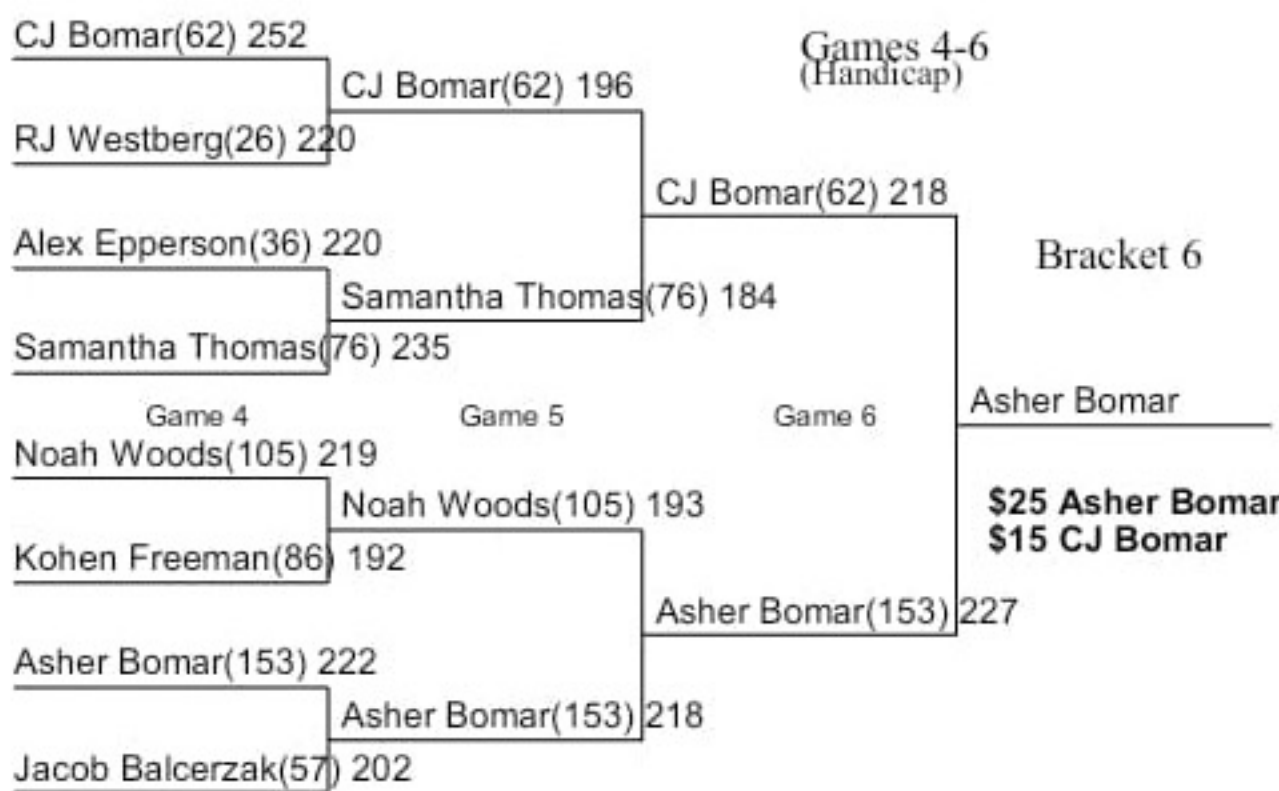 CJ Bomar(62) 252
Games 4-6
(Handicap)
CJ Bomar(62) 196
RJ Westberg(26) 220
CJ Bomar(62) 218
Alex Epperson(36) 220
Bracket 6
Samantha Thomas(76) 184
Samantha Thomas(76) 235
Asher Bomar
Game 4 Game 5 Game 6
Noah Woods(105) 219
Noah Woods(105) 193
$25 Asher Bomar
$15 CJ Bomar
Kohen Freeman(86) 192
Asher Bomar(153) 227
Asher Bomar(153) 222
Asher Bomar(153) 218
Jacob Balcerzak(57) 202